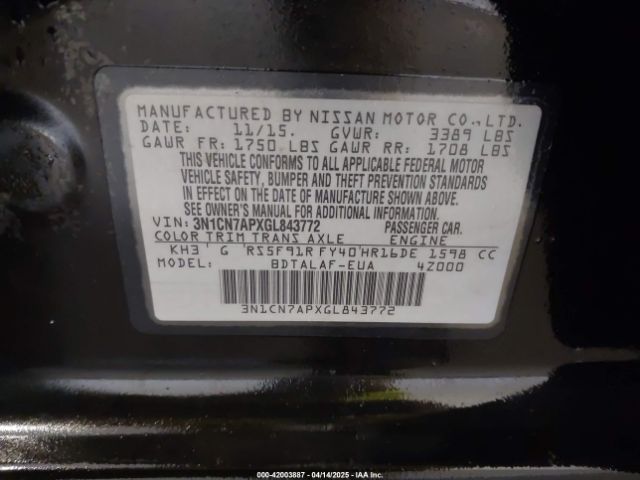 MANUFACTURED BY NISSAN MOTOR CO., LTD.
DATE: 11/15. GVWR: 3389 LBS
GAWR FR: 1750 LBS GAWR RR: 1708 LBS
THIS VEHICLE CONFORMS TO ALL APPLICABLE FEDERAL MOTOR
VEHICLE SAFETY, BUMPER AND THEFT PREVENTION STANDARDS
IN EFFECT ON THE DATE OF MANUFACTURE SHOWN ABOVE.
SEE OWNER'S MANUAL FOR ADDITIONAL INFORMATION
VIN: 3N1CN7APXGL843772 PASSENGER CAR.
COLOR TRIM TRANS AXLE ENGINE
KH3 ' G RS5F91R FY40'HR16DE 1598 CC
MODEL: BDTALAF-EUA 4Z000
3N1CN7APXGL843772
000-42003887 - 04/14/2025 - IAA Inc. Copyright